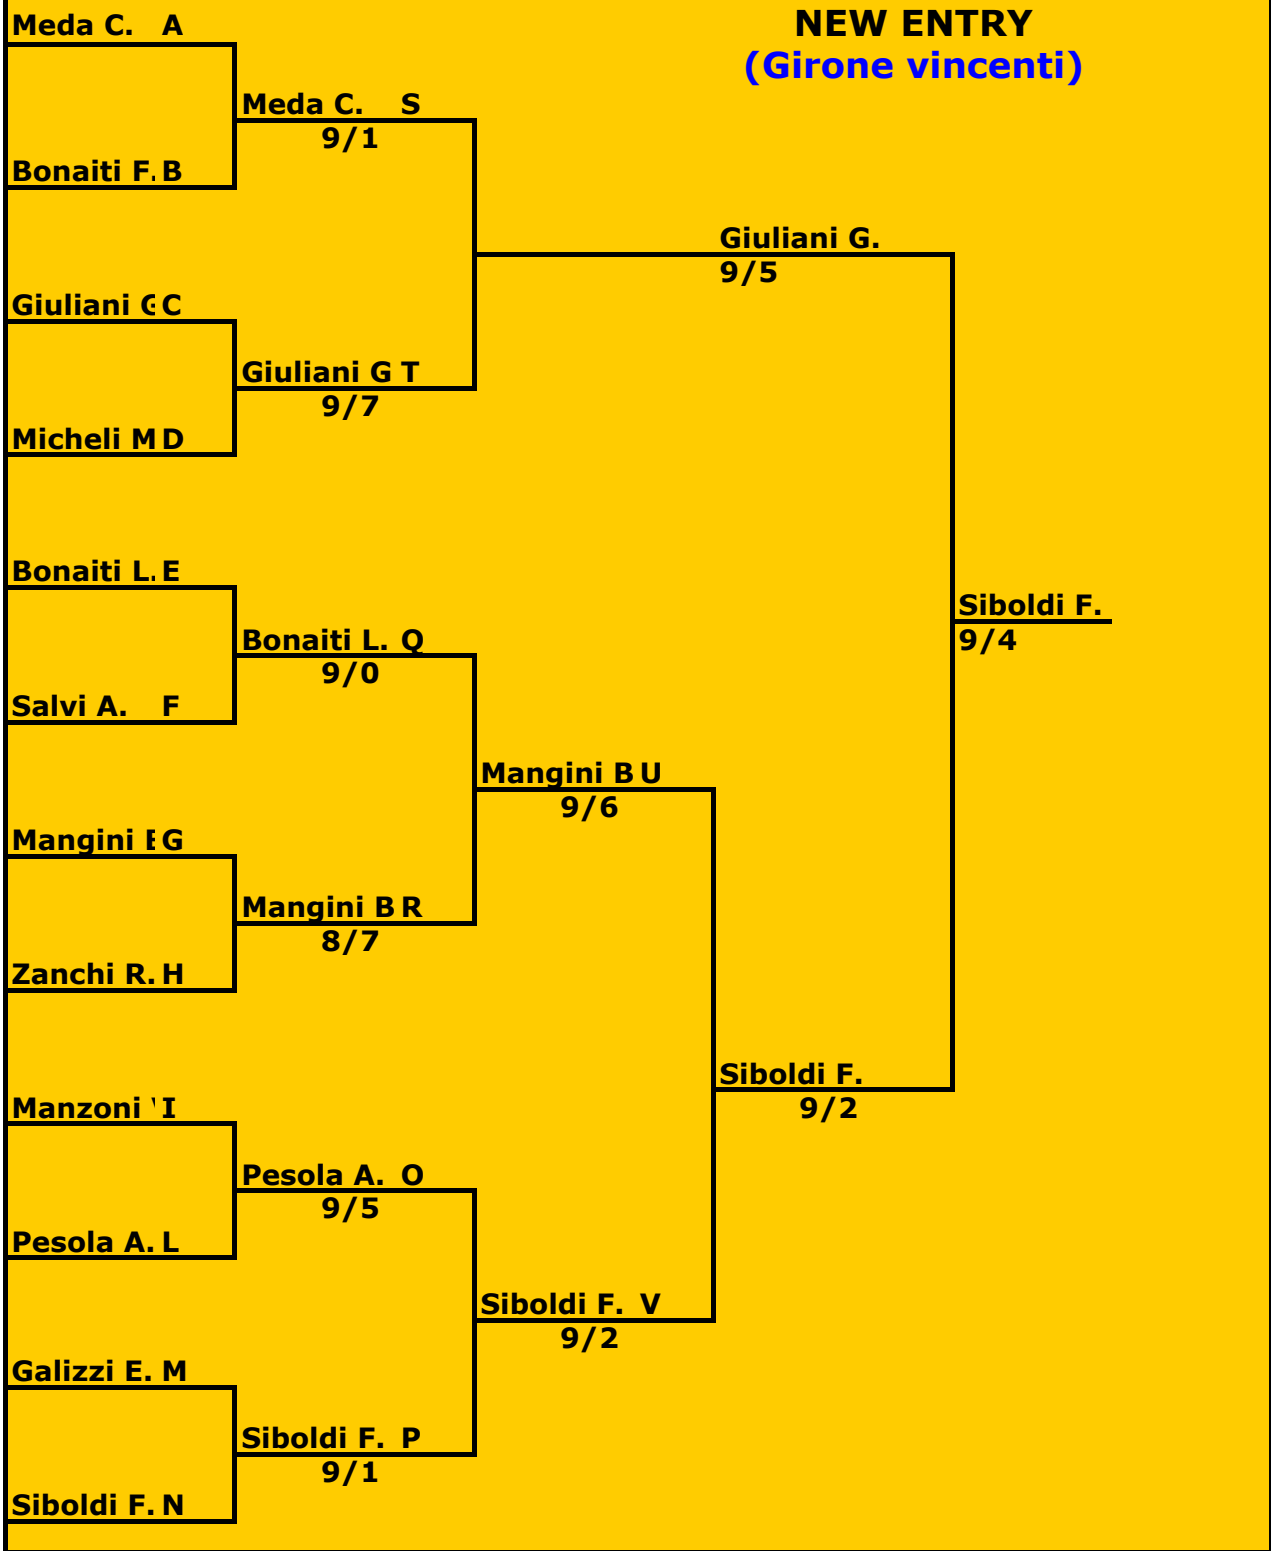 NEW ENTRY
(Girone vincenti)
Meda C. A
Meda C. S
9/1
Bonaiti F. B
Giuliani G.
9/5
Giuliani G C
Giuliani G T
9/7
Micheli M D
Bonaiti L. E
Siboldi F.
9/4
Bonaiti L. Q
9/0
Salvi A. F
Mangini B U
9/6
Mangini B G
Mangini B R
8/7
Zanchi R. H
Siboldi F.
9/2
Manzoni I
Pesola A. O
9/5
Pesola A. L
Siboldi F. V
9/2
Galizzi E. M
Siboldi F. P
9/1
Siboldi F. N